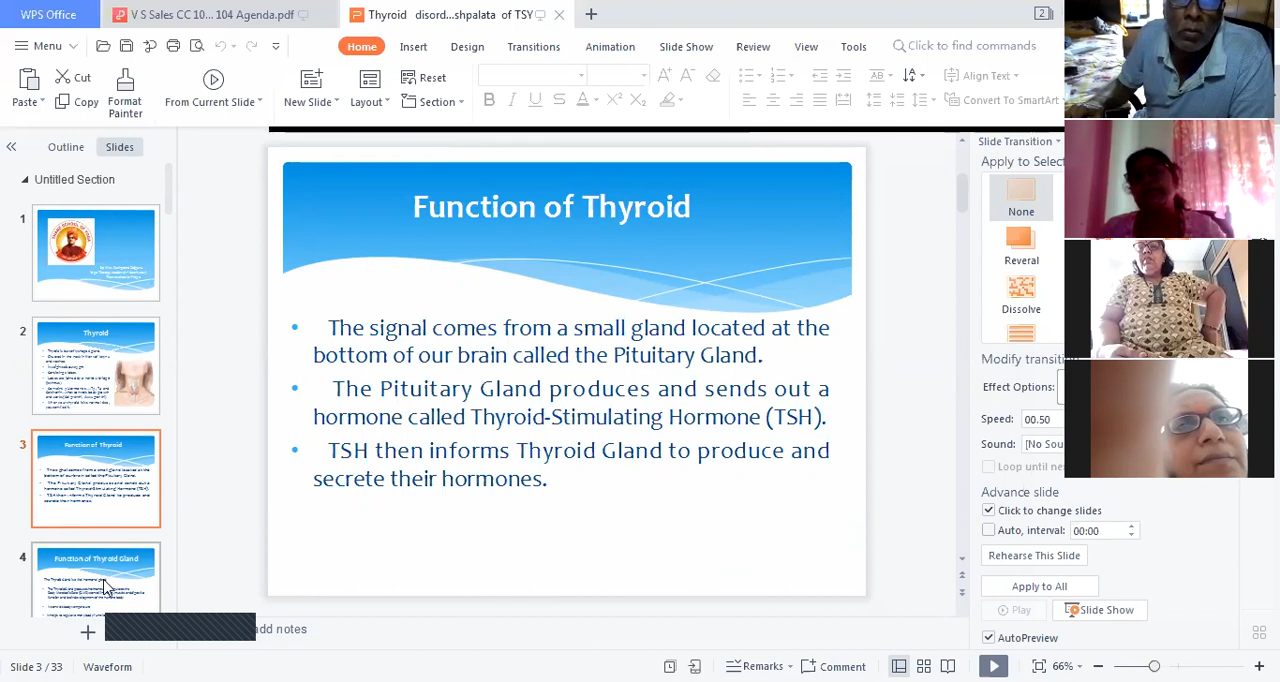 WPS Office
V S Sales CC 10... 104 Agenda.pdf
Thyroid disord...shpalata of TSY
2
Menu
Home
Insert
Design
Transitions
Animation
Slide Show
Review
View
Tools
Click to find commands
Paste
Cut
Copy
Format
Painter
From Current Slide
New Slide
Layout
Reset
Section
Align Text
Convert To SmartArt
Outline
Slides
Untitled Section
1
2
Thyroid
3
Function of Thyroid
4
Function of Thyroid Gland
Function of Thyroid
• The signal comes from a small gland located at the
bottom of our brain called the Pituitary Gland.
• The Pituitary Gland produces and sends out a
hormone called Thyroid-Stimulating Hormone (TSH).
• TSH then informs Thyroid Gland to produce and
secrete their hormones.
add notes
Slide Transition
Apply to Selec
None
Reveral
Dissolve
Modify transition
Effect Options:
Speed: 00.50
Sound: [No Sou
Loop until nex
Advance slide
Click to change slides
Auto, interval: 00:00
Rehearse This Slide
Apply to All
Play
Slide Show
AutoPreview
Slide 3 / 33
Waveform
Remarks
Comment
66%